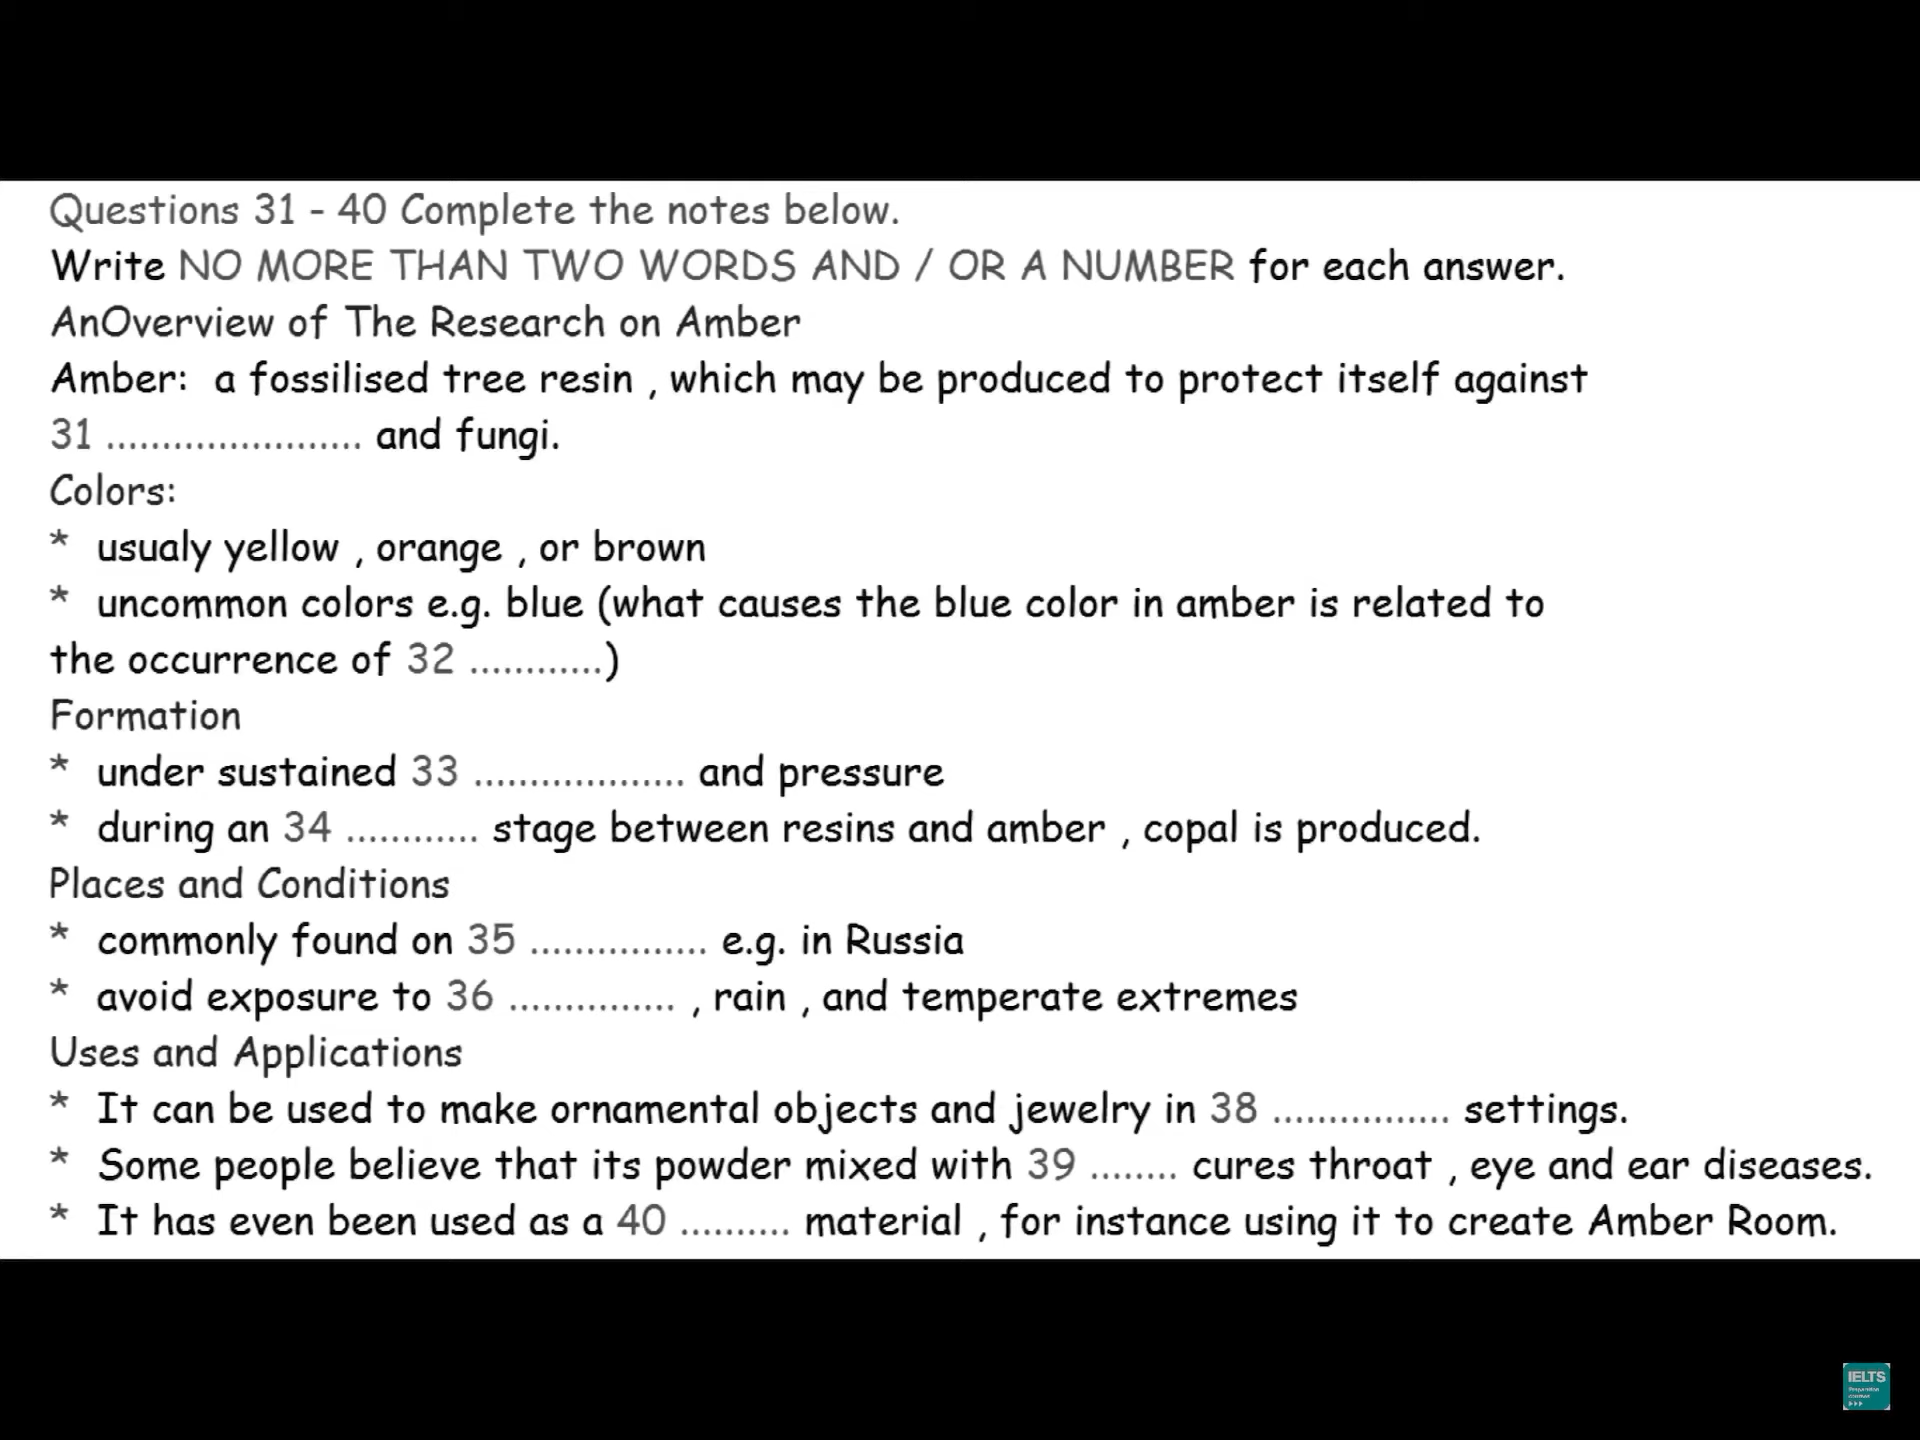 Questions 31 - 40 Complete the notes below.
Write NO MORE THAN TWO WORDS AND / OR A NUMBER for each answer.
AnOverview of The Research on Amber
Amber: a fossilised tree resin , which may be produced to protect itself against
31 ....................... and fungi.
Colors:
* usualy yellow , orange , or brown
* uncommon colors e.g. blue (what causes the blue color in amber is related to
the occurrence of 32 ............)
Formation
* under sustained 33 ................... and pressure
* during an 34 ............ stage between resins and amber , copal is produced.
Places and Conditions
* commonly found on 35 ................ e.g. in Russia
* avoid exposure to 36 ............... , rain , and temperate extremes
Uses and Applications
* It can be used to make ornamental objects and jewelry in 38 ................ settings.
* Some people believe that its powder mixed with 39 ........ cures throat , eye and ear diseases.
* It has even been used as a 40 .......... material , for instance using it to create Amber Room.
IELTS
Preparation